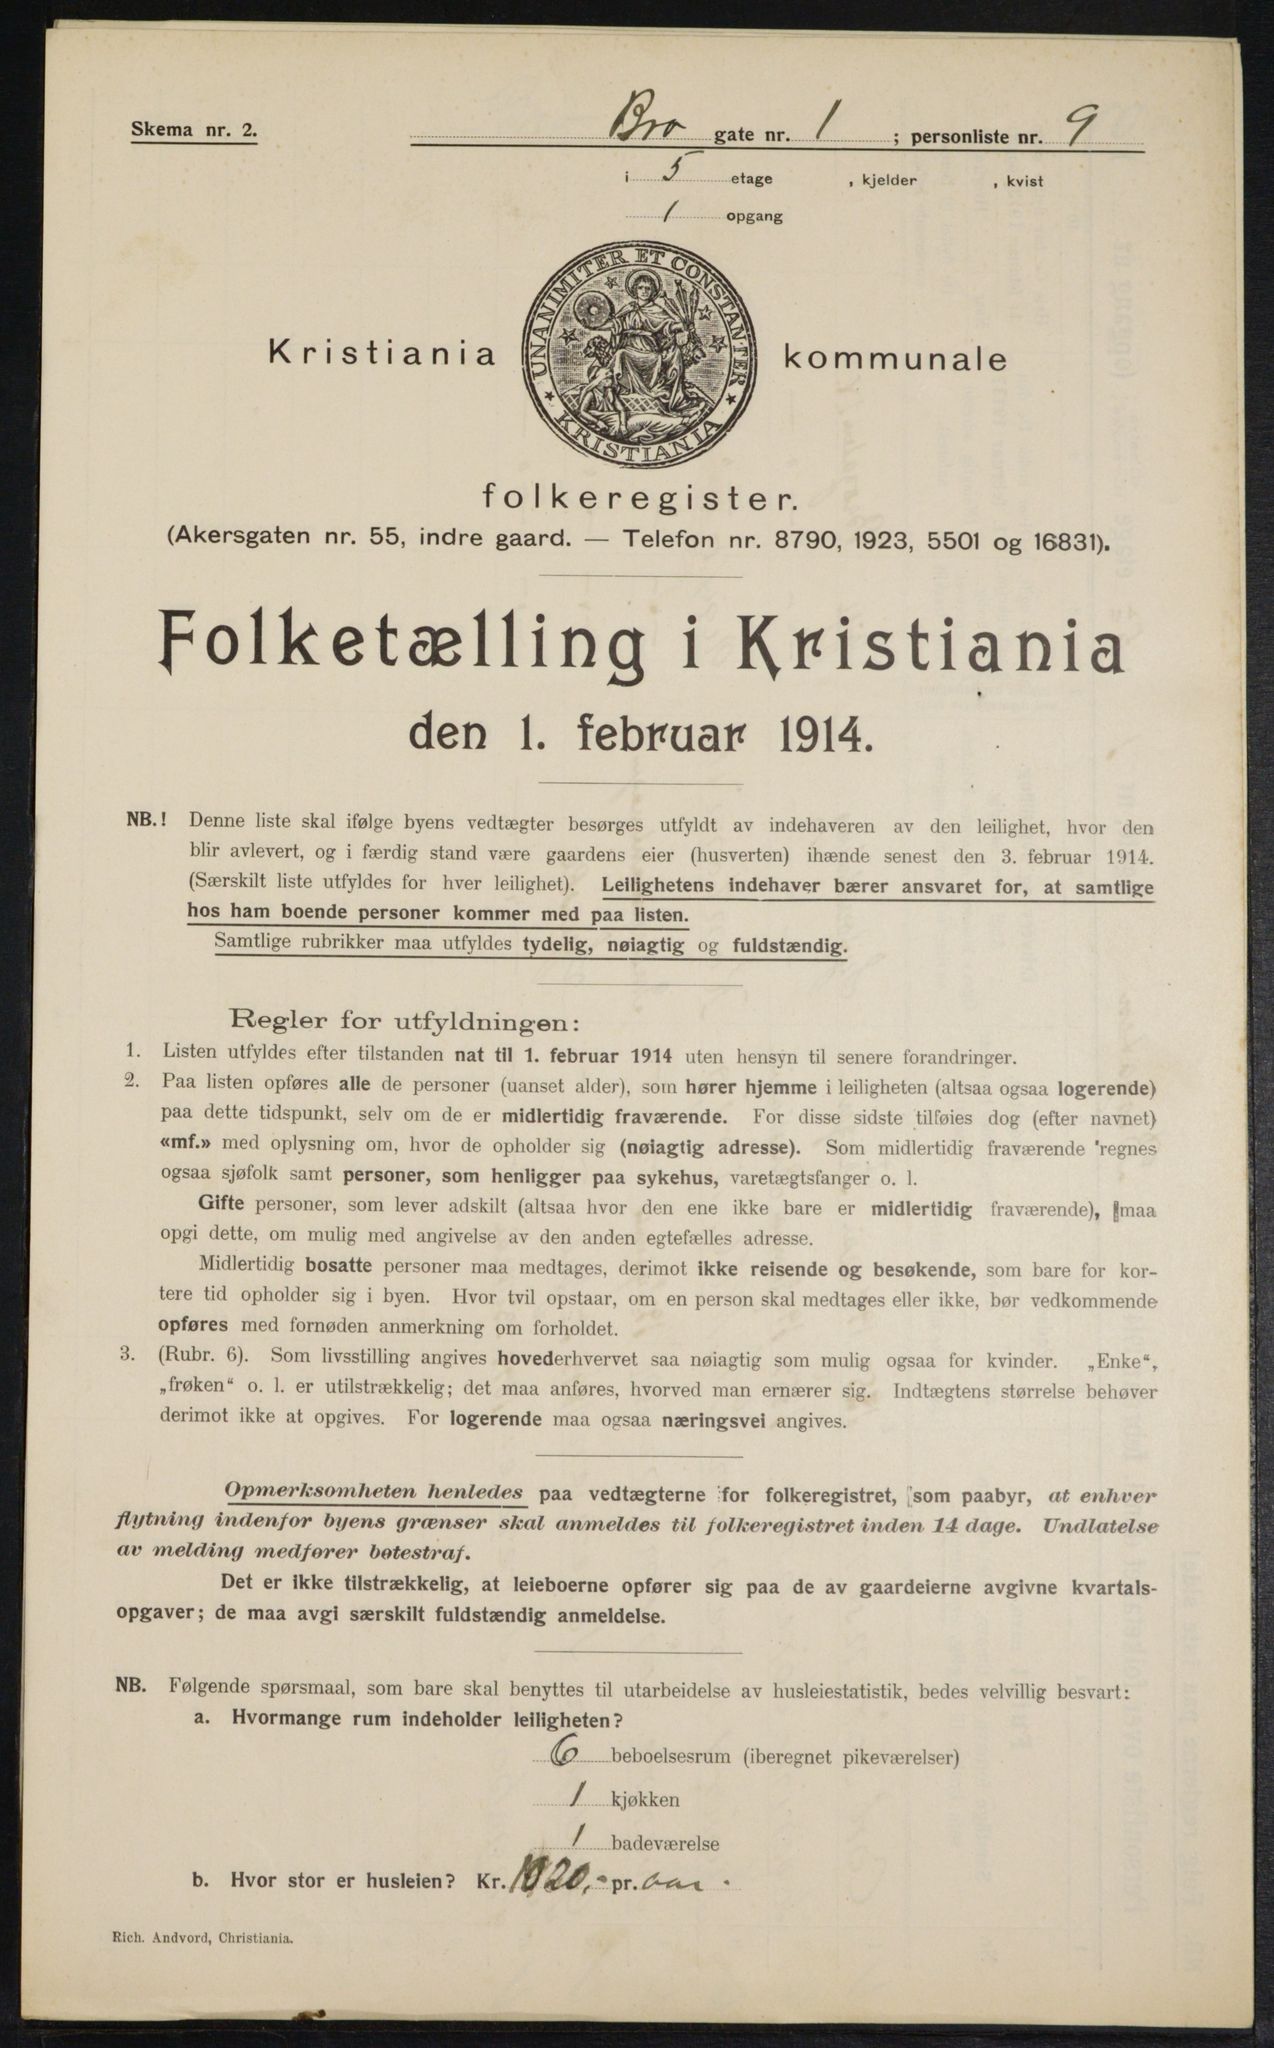 Skema nr. 2.
Bro gate nr. 1 ; personliste nr. 9
i 5 etage , kjelder , kvist
1 opgang
UNANIMITER ET CONSTANTER
KRISTIANIA
Kristiania kommunale
folkeregister.
(Akersgaten nr. 55, indre gaard. — Telefon nr. 8790, 1923, 5501 og 16831).
Folketælling i Kristiania
den 1. februar 1914.
NB.! Denne liste skal ifølge byens vedtægter besørges utfyldt av indehaveren av den leilighet, hvor den
blir avlevert, og i færdig stand være gaardens eier (husverten) ihænde senest den 3. februar 1914.
(Særskilt liste utfyldes for hver leilighet). Leilighetens indehaver bærer ansvaret for, at samtlige
hos ham boende personer kommer med paa listen.
Samtlige rubrikker maa utfyldes tydelig, nøiagtig og fuldstændig.
Regler for utfyldningen:
1. Listen utfyldes efter tilstanden nat til 1. februar 1914 uten hensyn til senere forandringer.
2. Paa listen opføres alle de personer (uanset alder), som hører hjemme i leiligheten (altsaa ogsaa logerende)
paa dette tidspunkt, selv om de er midlertidig fraværende. For disse sidste tilføies dog (efter navnet)
«mf.» med oplysning om, hvor de opholder sig (nøiagtig adresse). Som midlertidig fraværende regnes
ogsaa sjøfolk samt personer, som henligger paa sykehus, varetægtsfanger o. l.
Gifte personer, som lever adskilt (altsaa hvor den ene ikke bare er midlertidig fraværende), maa
opgi dette, om mulig med angivelse av den anden egtefælles adresse.
Midlertidig bosatte personer maa medtages, derimot ikke reisende og besøkende, som bare for kor-
tere tid opholder sig i byen. Hvor tvil opstaar, om en person skal medtages eller ikke, bør vedkommende
opføres med fornøden anmerkning om forholdet.
3. (Rubr. 6). Som livsstilling angives hovederhvervet saa nøiagtig som mulig ogsaa for kvinder. „Enke“,
„frøken“ o. l. er utilstrækkelig; det maa anføres, hvorved man ernærer sig. Indtægtens størrelse behøver
derimot ikke at opgives. For logerende maa ogsaa næringsvei angives.
Opmerksomheten henledes paa vedtægterne for folkeregistret, som paabyr, at enhver
flytning indenfor byens grænser skal anmeldes til folkeregistret inden 14 dage. Undlatelse
av melding medfører bøtestraf.
Det er ikke tilstrækkelig, at leieboerne opfører sig paa de av gaardeierne avgivne kvartals-
opgaver; de maa avgi særskilt fuldstændig anmeldelse.
NB. Følgende spørsmaal, som bare skal benyttes til utarbeidelse av husleiestatistik, bedes velvillig besvart:
a. Hvormange rum indeholder leiligheten?
6 beboelsesrum (iberegnet pikeværelser)
1 kjøkken
1 badeværelse
b. Hvor stor er husleien? Kr. 1020,- pr. aar.
Rich. Andvord, Christiania.